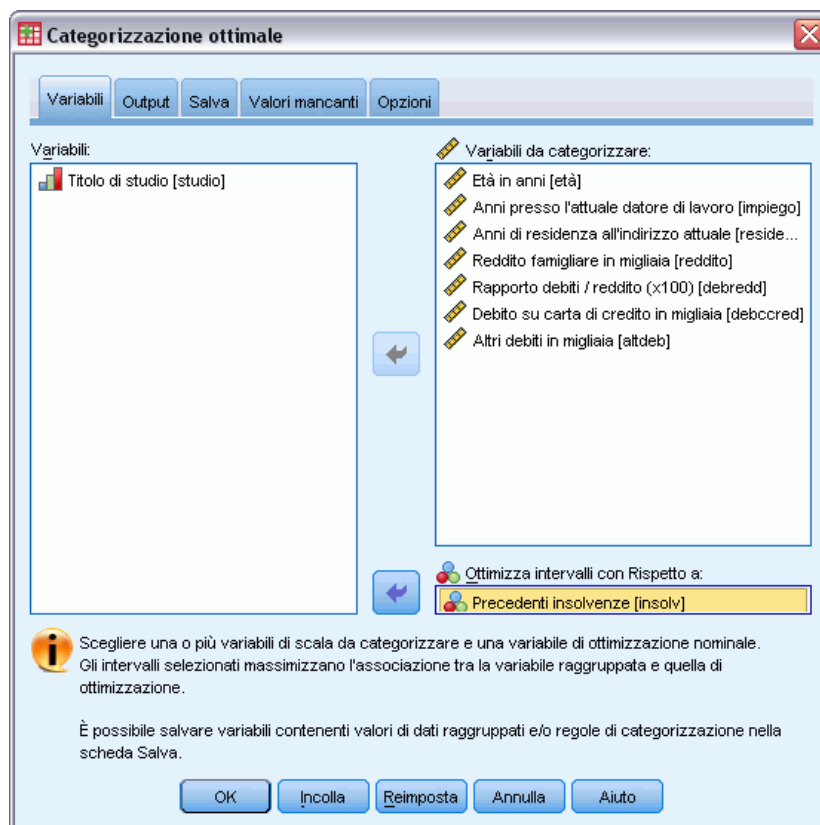 Categorizzazione ottimale
Variabili
Output
Salva
Valori mancanti
Opzioni
Variabili:
Titolo di studio [studio]
Variabili da categorizzare:
Età in anni [età]
Anni presso l'attuale datore di lavoro [impiego]
Anni di residenza all'indirizzo attuale [reside...
Reddito famigliare in migliaia [reddito]
Rapporto debiti / reddito (x100) [debredd]
Debito su carta di credito in migliaia [debccred]
Altri debiti in migliaia [altdeb]
Ottimizza intervalli con Rispetto a:
Precedenti insolvenze [insolv]
Scegliere una o più variabili di scala da categorizzare e una variabile di ottimizzazione nominale.
Gli intervalli selezionati massimizzano l'associazione tra la variabile raggruppata e quella di
ottimizzazione.
È possibile salvare variabili contenenti valori di dati raggruppati e/o regole di categorizzazione nella
scheda Salva.
OK
Incolla
Reimposta
Annulla
Aiuto